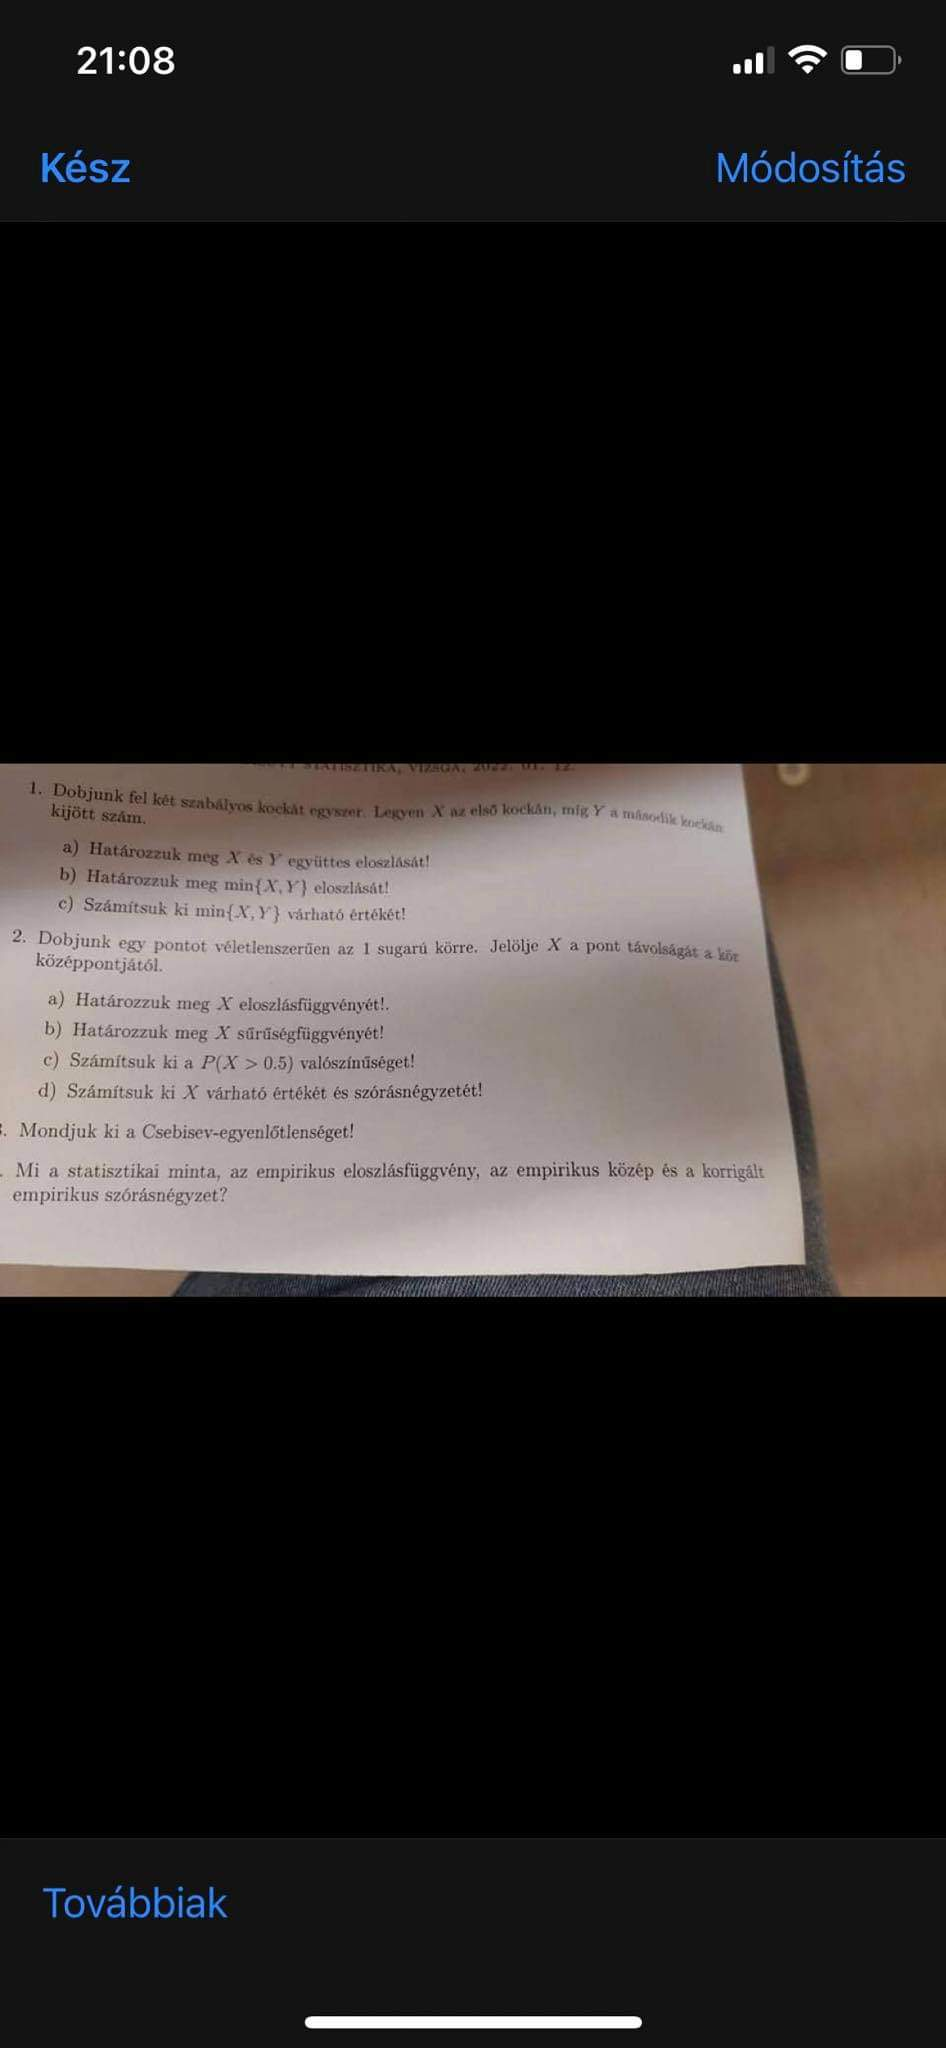 21:08
Kész
Módosítás
STATISZTIKA, VIZSGA, 2022. 01. 12.
1. Dobjunk fel két szabályos kockát egyszer. Legyen X az első kockán, míg Y a második kockán
kijött szám.
a) Határozzuk meg X és Y együttes eloszlását!
b) Határozzuk meg min{X, Y} eloszlását!
c) Számítsuk ki min{X, Y} várható értékét!
2. Dobjunk egy pontot véletlenszerűen az 1 sugarú körre. Jelölje X a pont távolságát a kör
középpontjától.
a) Határozzuk meg X eloszlásfüggvényét!.
b) Határozzuk meg X sűrűségfüggvényét!
c) Számítsuk ki a P(X > 0.5) valószínűséget!
d) Számítsuk ki X várható értékét és szórásnégyzetét!
3. Mondjuk ki a Csebisev-egyenlőtlenséget!
. Mi a statisztikai minta, az empirikus eloszlásfüggvény, az empirikus közép és a korrigált
empirikus szórásnégyzet?
Továbbiak